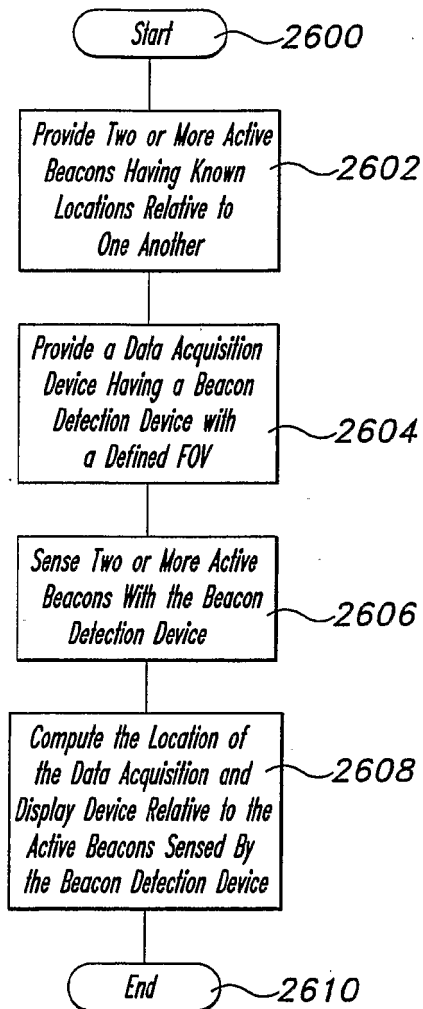 Start
2600
Provide Two or More Active
Beacons Having Known
Locations Relative to
One Another
2602
Provide a Data Acquisition
Device Having a Beacon
Detection Device with
a Defined FOV
2604
Sense Two or More Active
Beacons With the Beacon
Detection Device
2606
Compute the Location of
the Data Acquisition and
Display Device Relative to the
Active Beacons Sensed By
the Beacon Detection Device
2608
End
2610